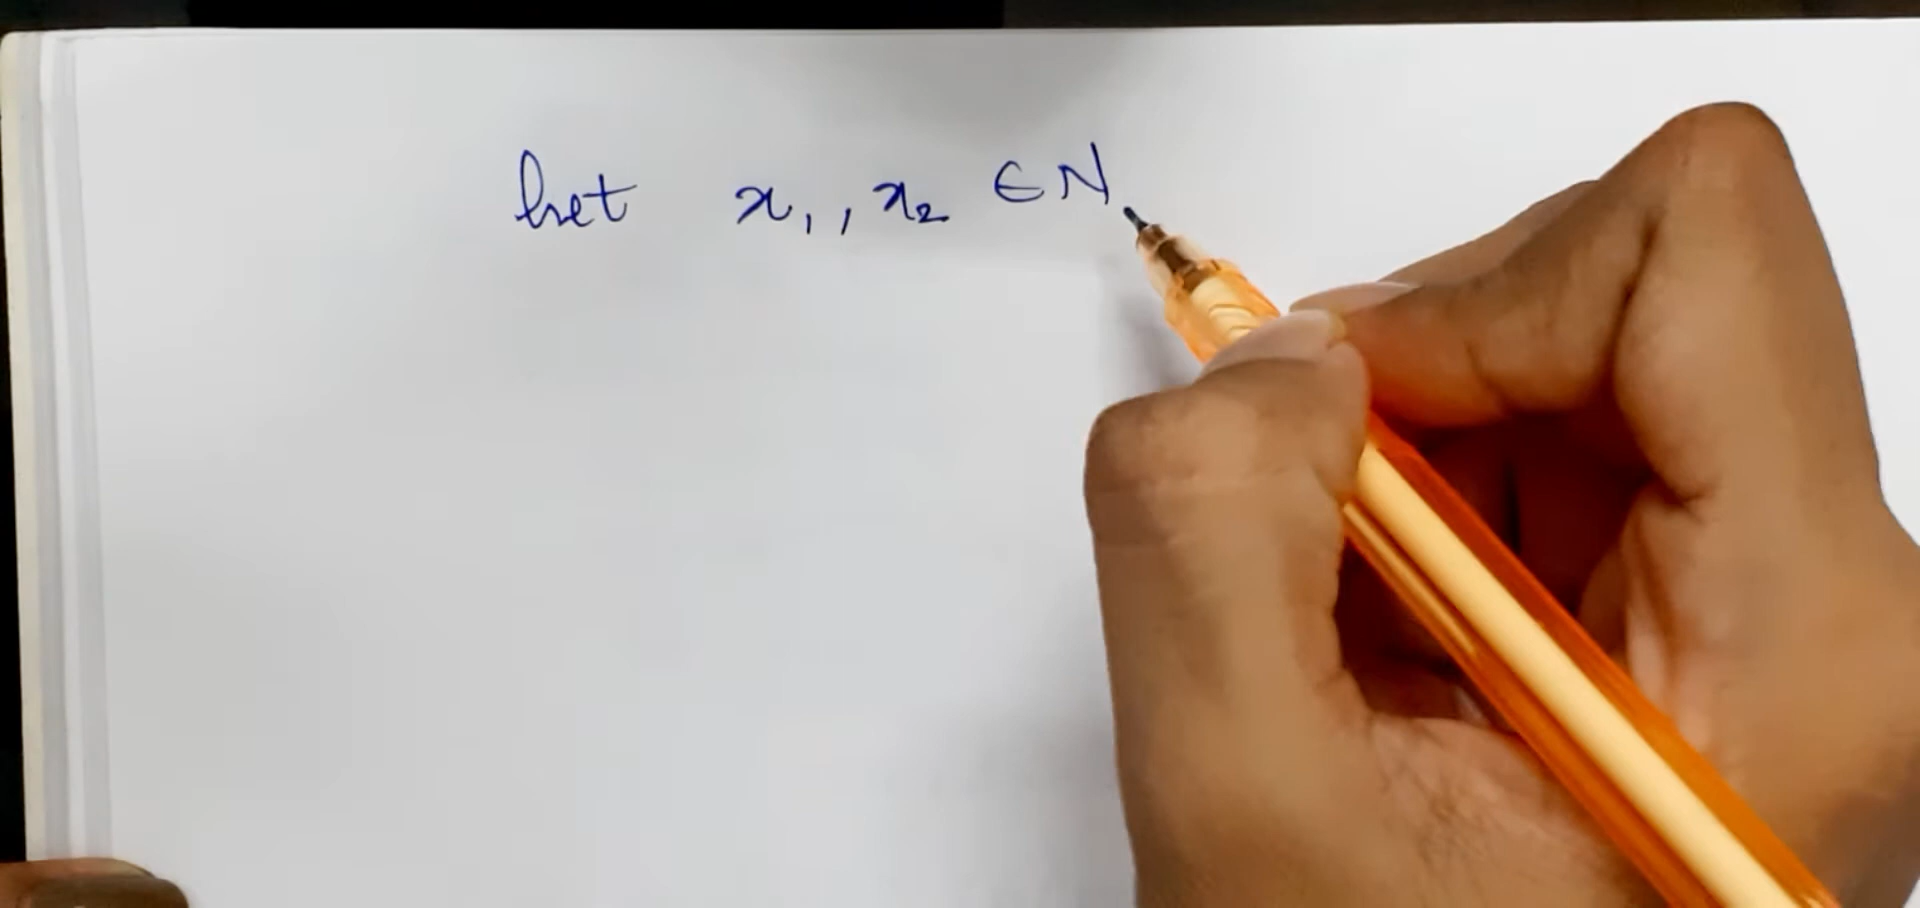 Let x₁, x₂ ∈ N